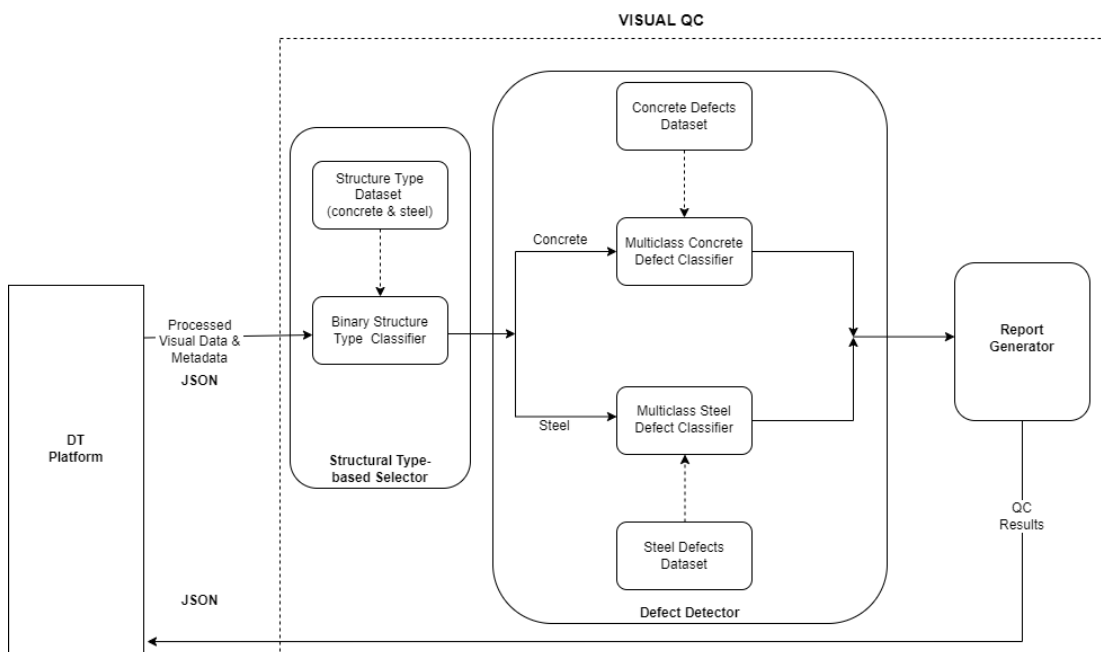 VISUAL QC
Concrete Defects
Dataset
Structure Type
Dataset
(concrete & steel)
Concrete
Multiclass Concrete
Defect Classifier
Processed
Visual Data &
Metadata
JSON
Binary Structure
Type Classifier
Report
Generator
Steel
Multiclass Steel
Defect Classifier
DT
Platform
Structural Type-
based Selector
QC
Results
Steel Defects
Dataset
JSON
Defect Detector